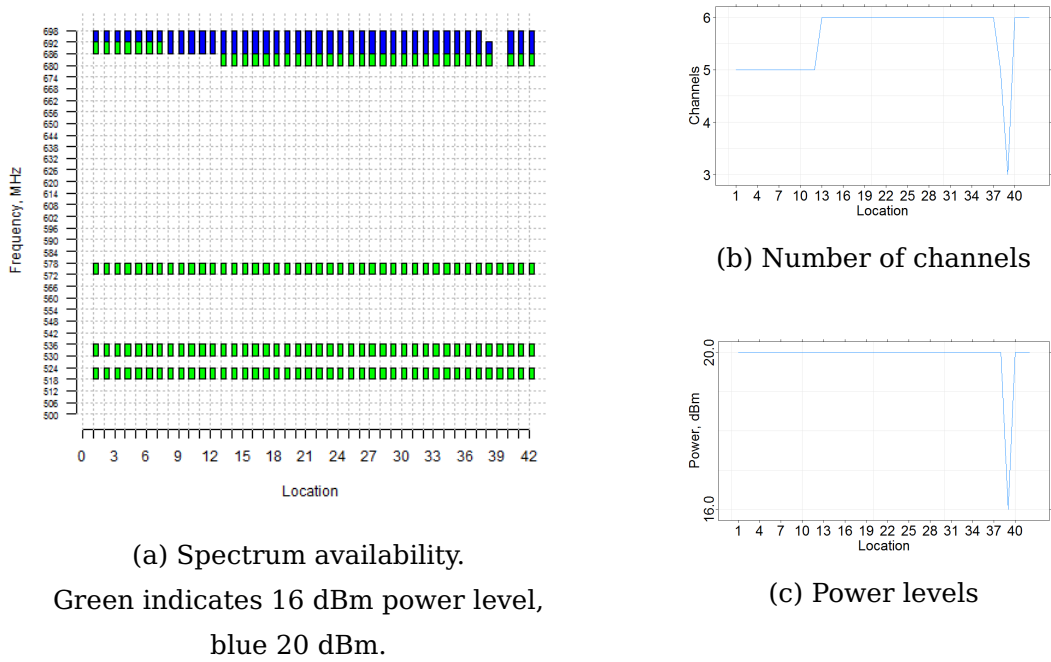 698
692
686
680
674
668
662
656
650
644
638
632
626
620
614
608
602
596
590
584
578
572
566
560
554
548
542
536
530
524
518
512
506
500
Frequency, MHz
0 3 6 9 12 15 18 21 24 27 30 33 36 39 42
Location
(a) Spectrum availability.
Green indicates 16 dBm power level,
blue 20 dBm.
6
5
4
3
Channels
1 4 7 10 13 16 19 22 25 28 31 34 37 40
Location
(b) Number of channels
20.0
16.0
Power, dBm
1 4 7 10 13 16 19 22 25 28 31 34 37 40
Location
(c) Power levels